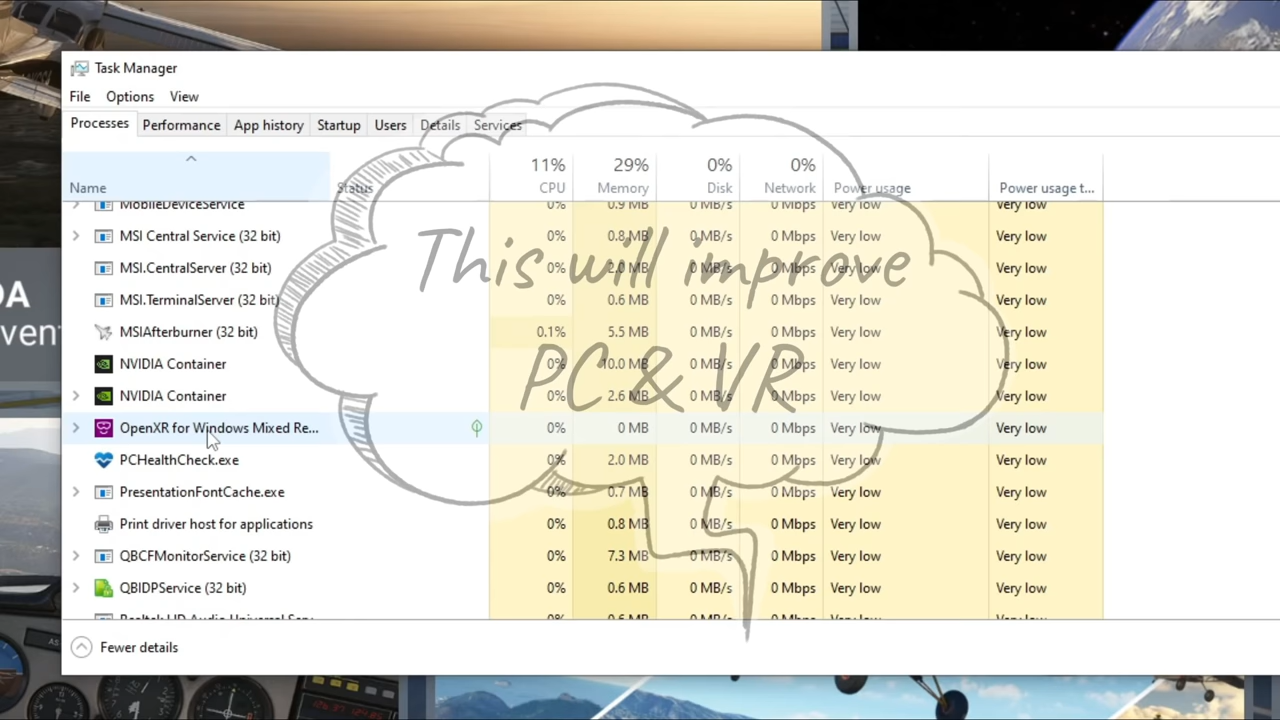 Task Manager
File Options View
Processes Performance App history Startup Users Details Services
11% 29% 0% 0%
Name Status CPU Memory Disk Network Power usage Power usage t...
MobileDeviceService 0% 0.9 MB 0 MB/s 0 Mbps Very low Very low
MSI Central Service (32 bit) 0% 0.8 MB 0 MB/s 0 Mbps Very low Very low
MSI.CentralServer (32 bit) 0% 2.0 MB 0 MB/s 0 Mbps Very low Very low
MSI.TerminalServer (32 bit) 0% 0.6 MB 0 MB/s 0 Mbps Very low Very low
MSIAfterburner (32 bit) 0.1% 5.5 MB 0 MB/s 0 Mbps Very low Very low
NVIDIA Container 0% 10.0 MB 0 MB/s 0 Mbps Very low Very low
NVIDIA Container 0% 2.6 MB 0 MB/s 0 Mbps Very low Very low
OpenXR for Windows Mixed Re... 0% 0 MB 0 MB/s 0 Mbps Very low Very low
PCHealthCheck.exe 0% 2.0 MB 0 MB/s 0 Mbps Very low Very low
PresentationFontCache.exe 0% 0.7 MB 0 MB/s 0 Mbps Very low Very low
Print driver host for applications 0% 0.8 MB 0 MB/s 0 Mbps Very low Very low
QBCFMonitorService (32 bit) 0% 7.3 MB 0 MB/s 0 Mbps Very low Very low
QBIDPService (32 bit) 0% 0.6 MB 0 MB/s 0 Mbps Very low Very low
Fewer details
This will improve
PC & VR